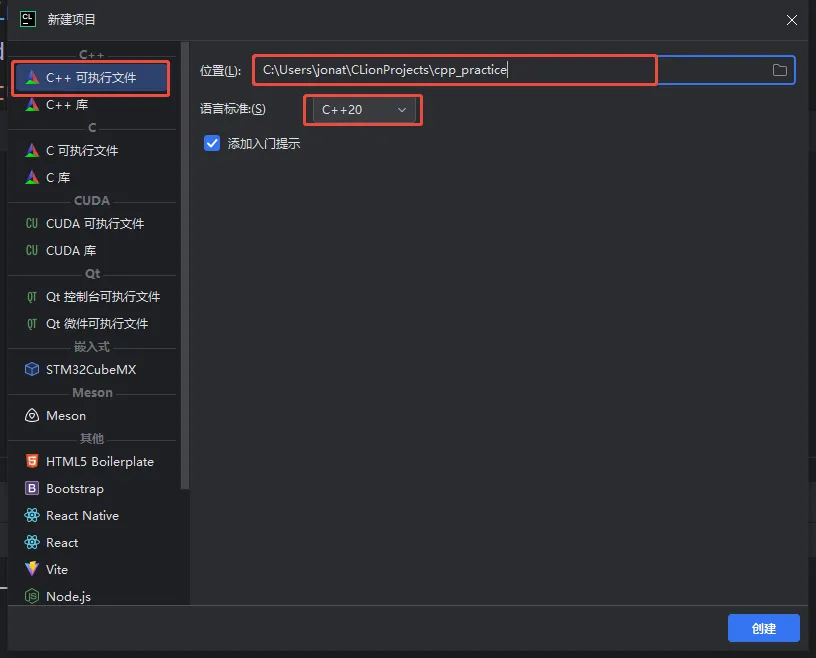 CL
新建项目
C++
C++ 可执行文件
C++ 库
C
C 可执行文件
C 库
CUDA
CU CUDA 可执行文件
CU CUDA 库
Qt
QT Qt 控制台可执行文件
QT Qt 微件可执行文件
嵌入式
STM32CubeMX
Meson
Meson
其他
5 HTML5 Boilerplate
B Bootstrap
React Native
React
Vite
JS Node.js
位置(L):
C:\Users\jonat\CLionProjects\cpp_practice
语言标准:(S)
C++20
添加入门提示
创建